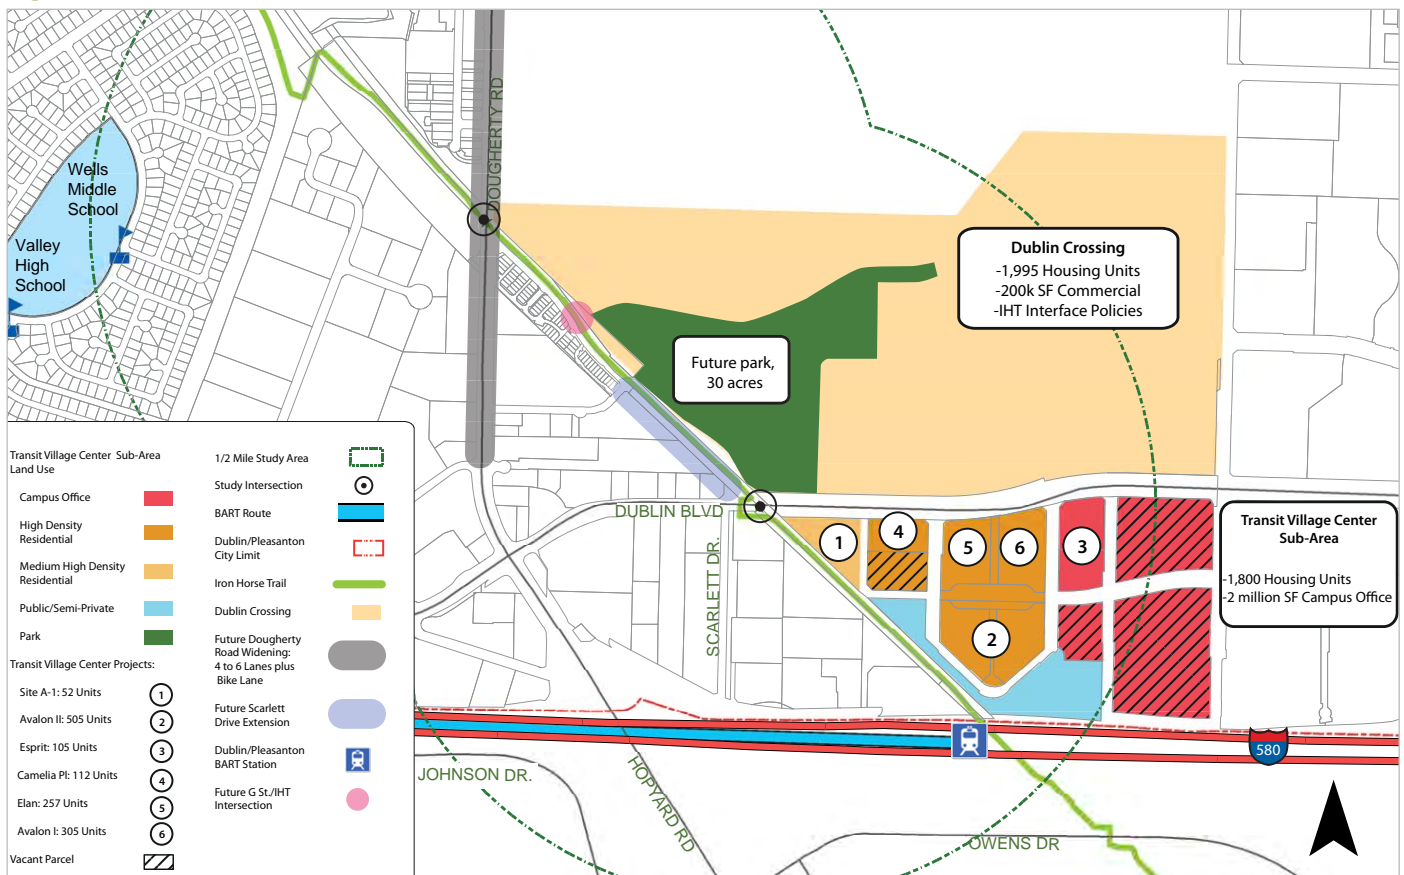 DOUGHERTY RD
Wells
Middle
School
Valley
High
School
Dublin Crossing
-1,995 Housing Units
-200k SF Commercial
-IHT Interface Policies
Future park,
30 acres
DUBLIN BLVD
SCARLETT DR.
1
4
5
6
3
2
Transit Village Center
Sub-Area
-1,800 Housing Units
-2 million SF Campus Office
580
JOHNSON DR.
HOPYARD RD
OWENS DR
Transit Village Center Sub-Area
Land Use
Campus Office
High Density
Residential
Medium High Density
Residential
Public/Semi-Private
Park
Transit Village Center Projects:
Site A-1: 52 Units
1
Avalon II: 505 Units
2
Esprit: 105 Units
3
Camelia Pl: 112 Units
4
Elan: 257 Units
5
Avalon I: 305 Units
6
Vacant Parcel
1/2 Mile Study Area
Study Intersection
BART Route
Dublin/Pleasanton
City Limit
Iron Horse Trail
Dublin Crossing
Future Dougherty
Road Widening:
4 to 6 Lanes plus
Bike Lane
Future Scarlett
Drive Extension
Dublin/Pleasanton
BART Station
Future G St./IHT
Intersection